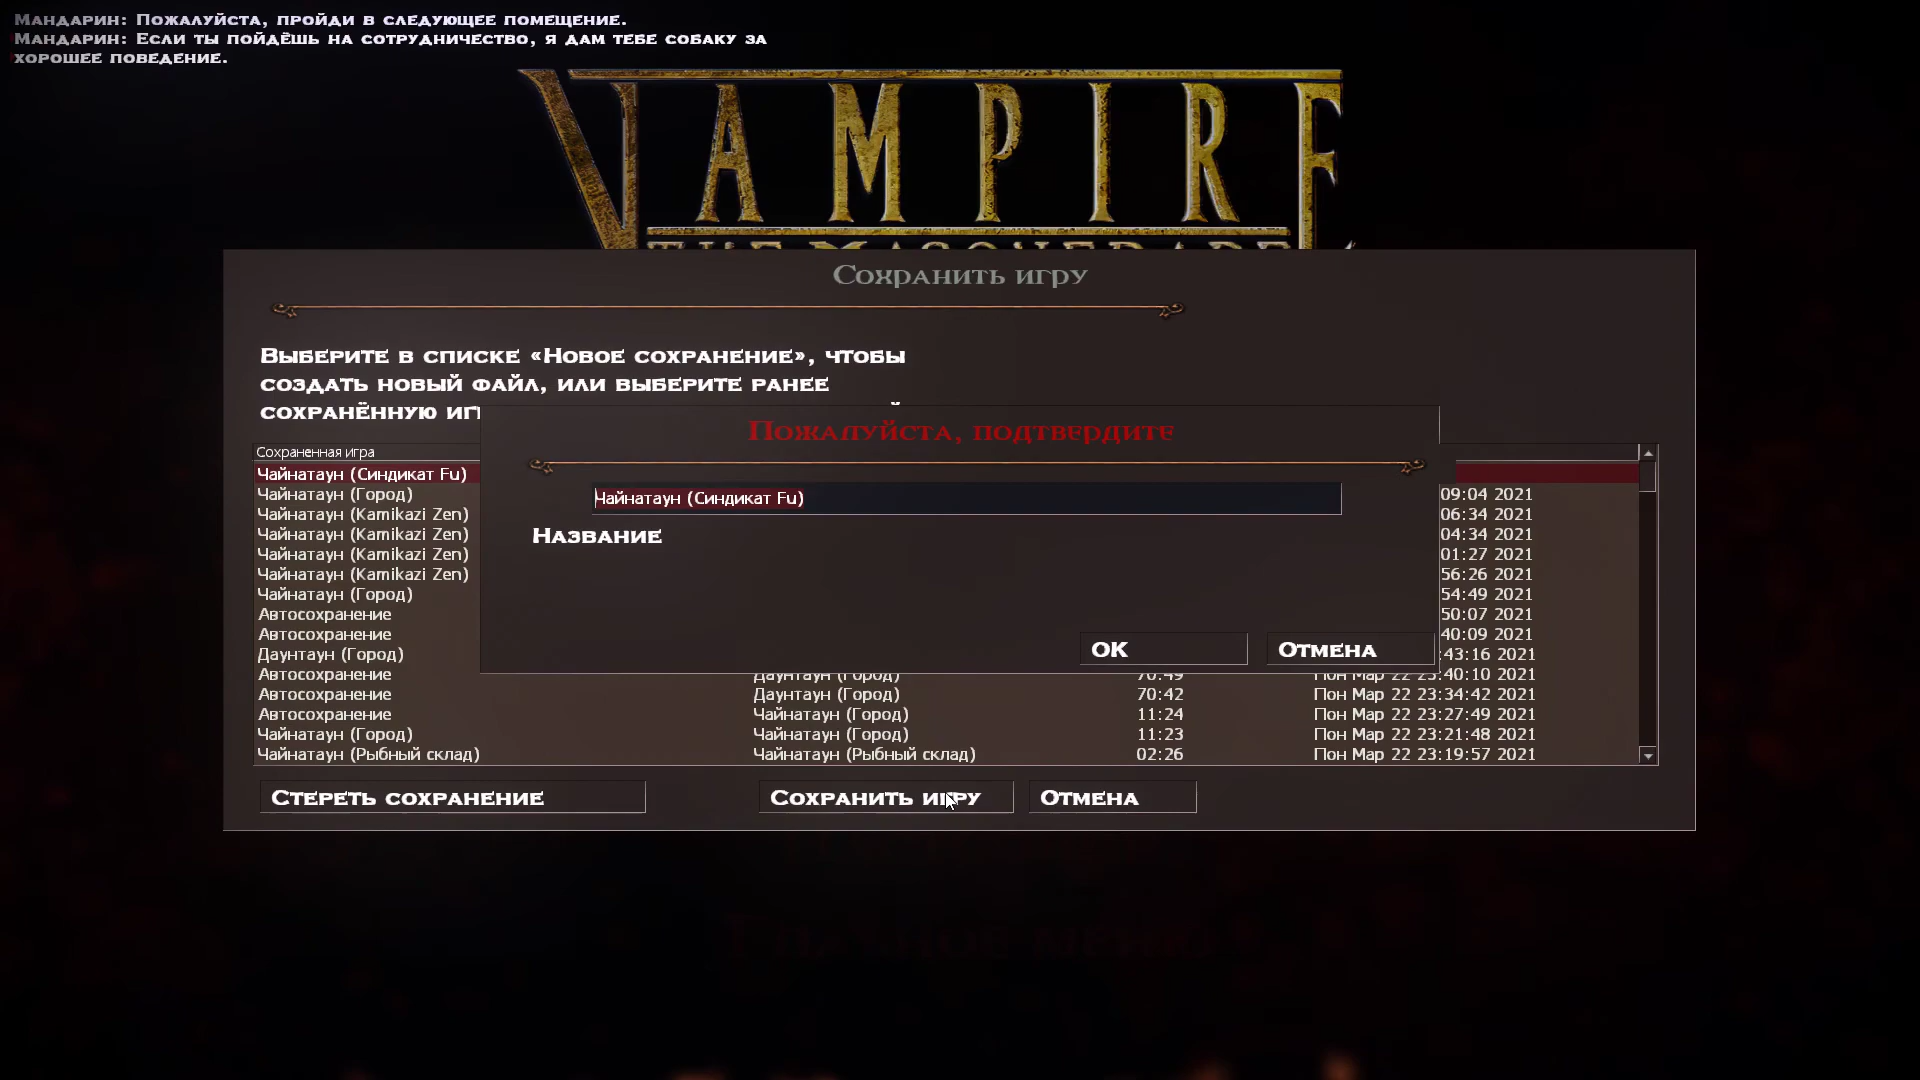 Мандарин: Пожалуйста, пройди в следующее помещение.
Мандарин: Если ты пойдёшь на сотрудничество, я дам тебе собаку за
хорошее поведение.
VAMPIRE
THE MASQUERADE
Сохранить игру
Выберите в списке «Новое сохранение», чтобы
создать новый файл, или выберите ранее
сохранённую
Пожалуйста, подтвердите
Сохраненная игра
Чайнатаун (Синдикат Fu)
Чайнатаун (Синдикат Fu)
Чайнатаун (Город) 09:04 2021
Чайнатаун (Kamikazi Zen) 06:34 2021
Название
Чайнатаун (Kamikazi Zen) 04:34 2021
Чайнатаун (Kamikazi Zen) 01:27 2021
Чайнатаун (Kamikazi Zen) 56:26 2021
Чайнатаун (Город) 54:49 2021
Автосохранение 50:07 2021
Автосохранение 40:09 2021
OK Отмена
Даунтаун (Город) :43:16 2021
Автосохранение Даунтаун (Город) 70:49 Пон Мар 22 23:40:10 2021
Автосохранение Даунтаун (Город) 70:42 Пон Мар 22 23:34:42 2021
Автосохранение Чайнатаун (Город) 11:24 Пон Мар 22 23:27:49 2021
Чайнатаун (Город) Чайнатаун (Город) 11:23 Пон Мар 22 23:21:48 2021
Чайнатаун (Рыбный склад) Чайнатаун (Рыбный склад) 02:26 Пон Мар 22 23:19:57 2021
Стереть сохранение Сохранить игру Отмена